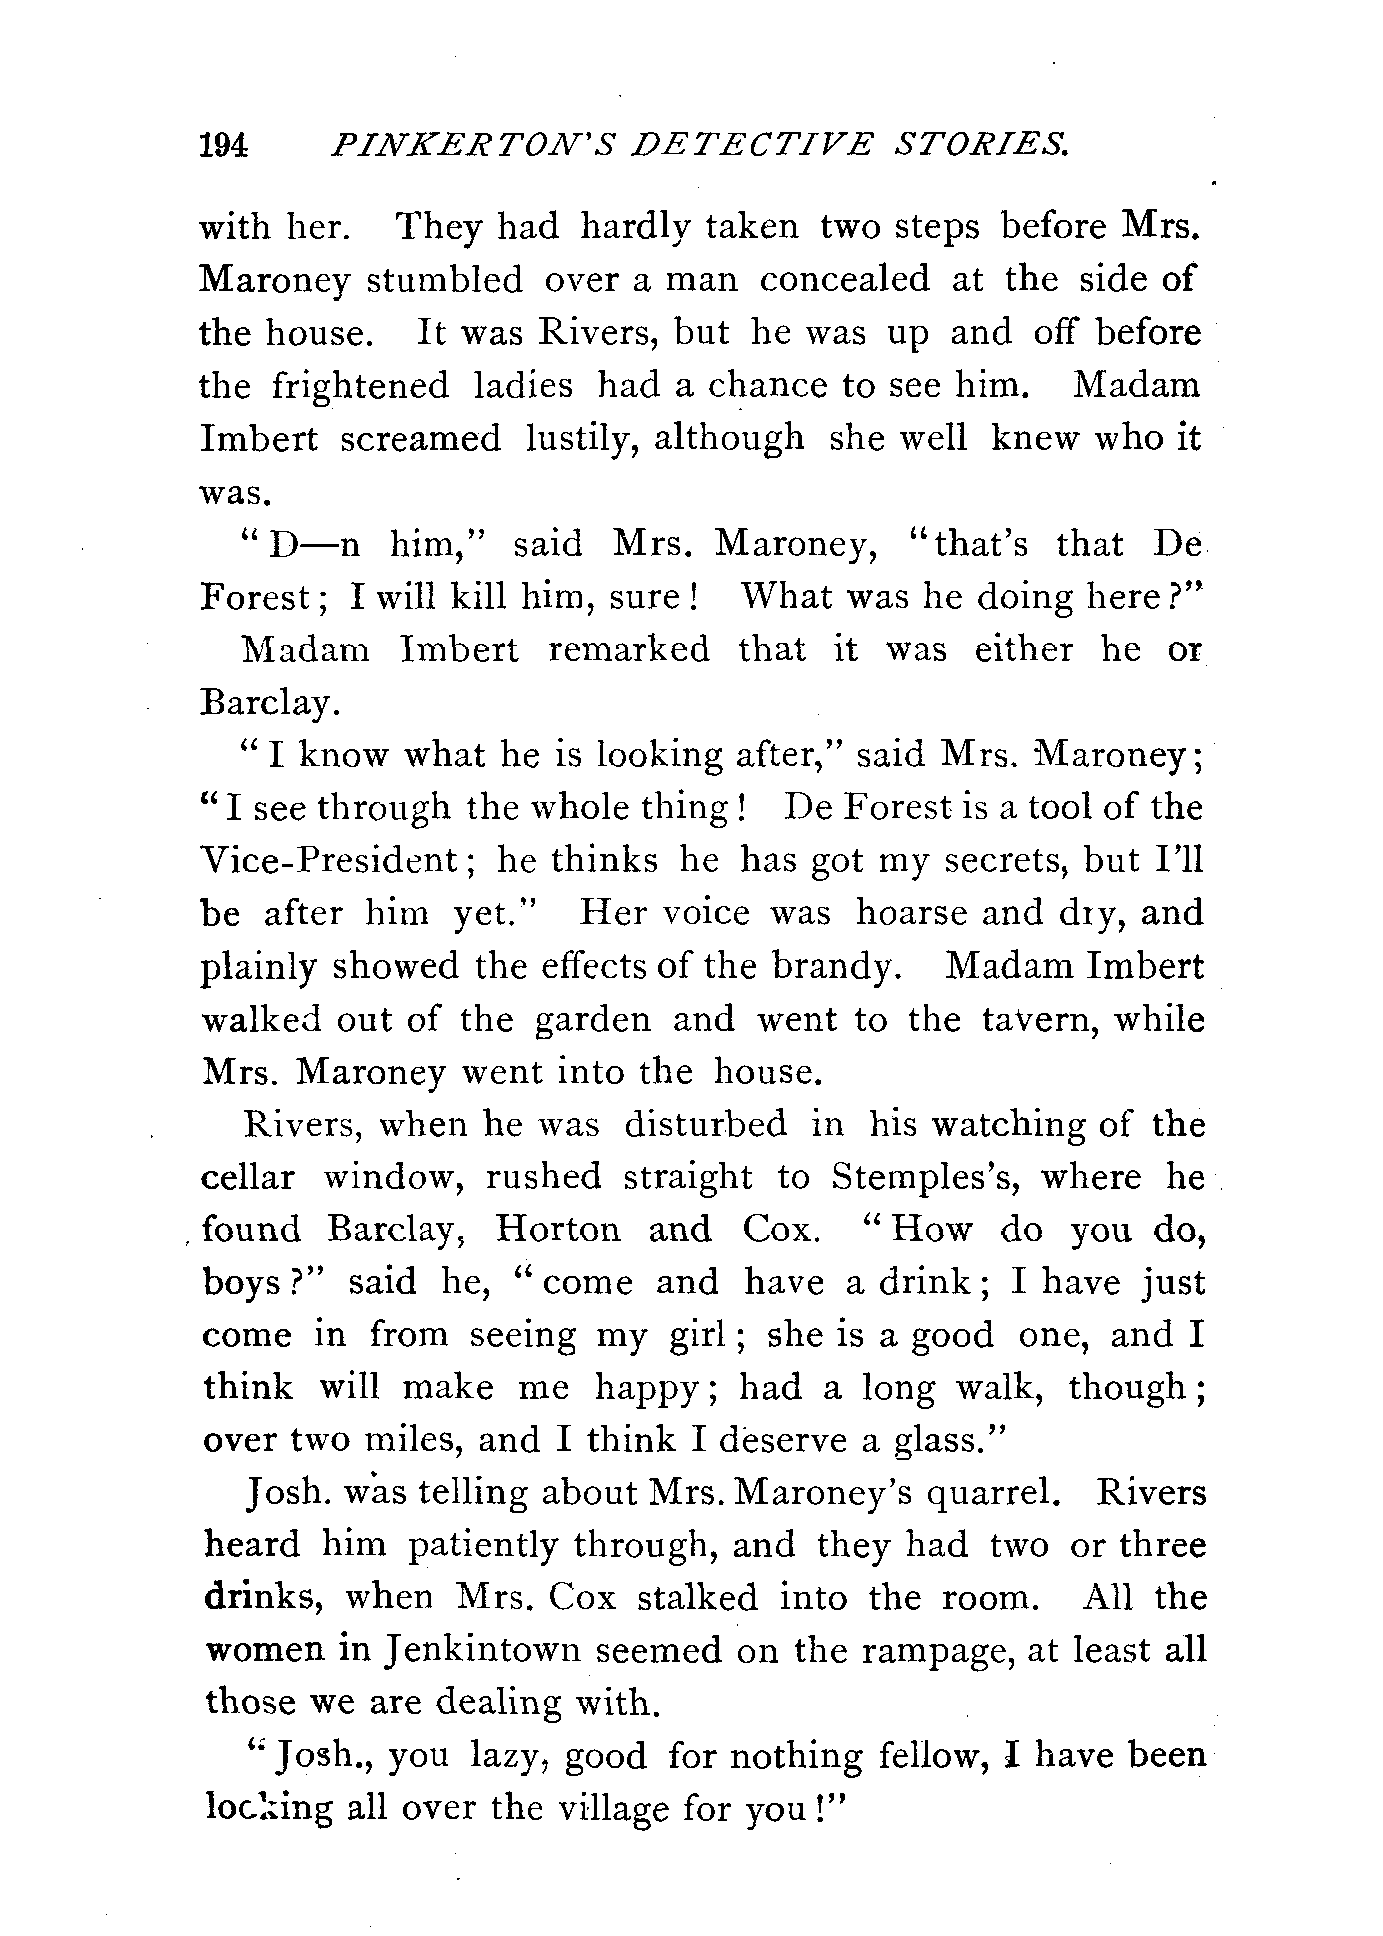 194 PINKERTON'S DETECTIVE STORIES.
with her. They had hardly taken two steps before Mrs.
Maroney stumbled over a man concealed at the side of
the house. It was Rivers, but he was up and off before
the frightened ladies had a chance to see him. Madam
Imbert screamed lustily, although she well knew who it
was.
“D—n him,” said Mrs. Maroney, “that's that De
Forest; I will kill him, sure! What was he doing here?”
Madam Imbert remarked that it was either he or
Barclay.
“I know what he is looking after,” said Mrs. Maroney;
“I see through the whole thing! De Forest is a tool of the
Vice-President; he thinks he has got my secrets, but I'll
be after him yet.” Her voice was hoarse and dry, and
plainly showed the effects of the brandy. Madam Imbert
walked out of the garden and went to the tavern, while
Mrs. Maroney went into the house.
Rivers, when he was disturbed in his watching of the
cellar window, rushed straight to Stemples's, where he
found Barclay, Horton and Cox. “How do you do,
boys?” said he, “come and have a drink; I have just
come in from seeing my girl; she is a good one, and I
think will make me happy; had a long walk, though;
over two miles, and I think I deserve a glass.”
Josh. was telling about Mrs. Maroney's quarrel. Rivers
heard him patiently through, and they had two or three
drinks, when Mrs. Cox stalked into the room. All the
women in Jenkintown seemed on the rampage, at least all
those we are dealing with.
“Josh., you lazy, good for nothing fellow, I have been
looking all over the village for you!”